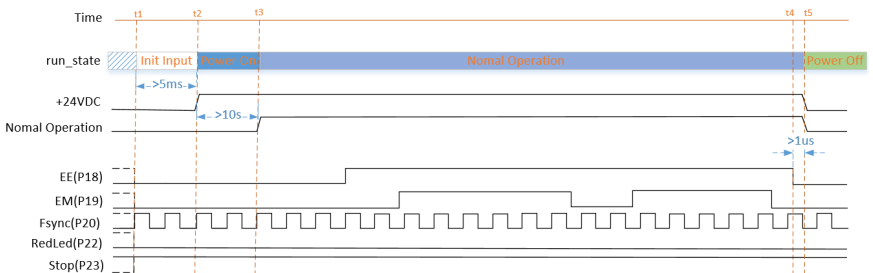 Time
t1 t2 t3 t4 t5
run_state Init Input Power On Nomal Operation Power Off
>5ms
+24VDC
>10s
Nomal Operation
>1us
EE(P18)
EM(P19)
Fsync(P20)
RedLed(P22)
Stop(P23)